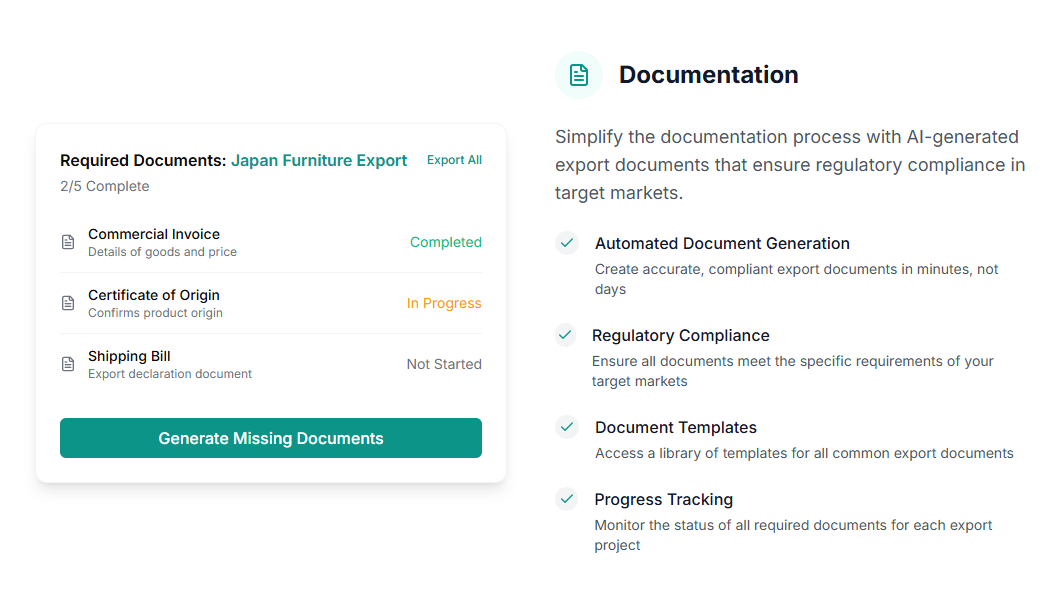 Required Documents: Japan Furniture Export
Export All
2/5 Complete
Commercial Invoice
Details of goods and price
Completed
Certificate of Origin
Confirms product origin
In Progress
Shipping Bill
Export declaration document
Not Started
Generate Missing Documents
Documentation
Simplify the documentation process with AI-generated
export documents that ensure regulatory compliance in
target markets.
Automated Document Generation
Create accurate, compliant export documents in minutes, not
days
Regulatory Compliance
Ensure all documents meet the specific requirements of your
target markets
Document Templates
Access a library of templates for all common export documents
Progress Tracking
Monitor the status of all required documents for each export
project